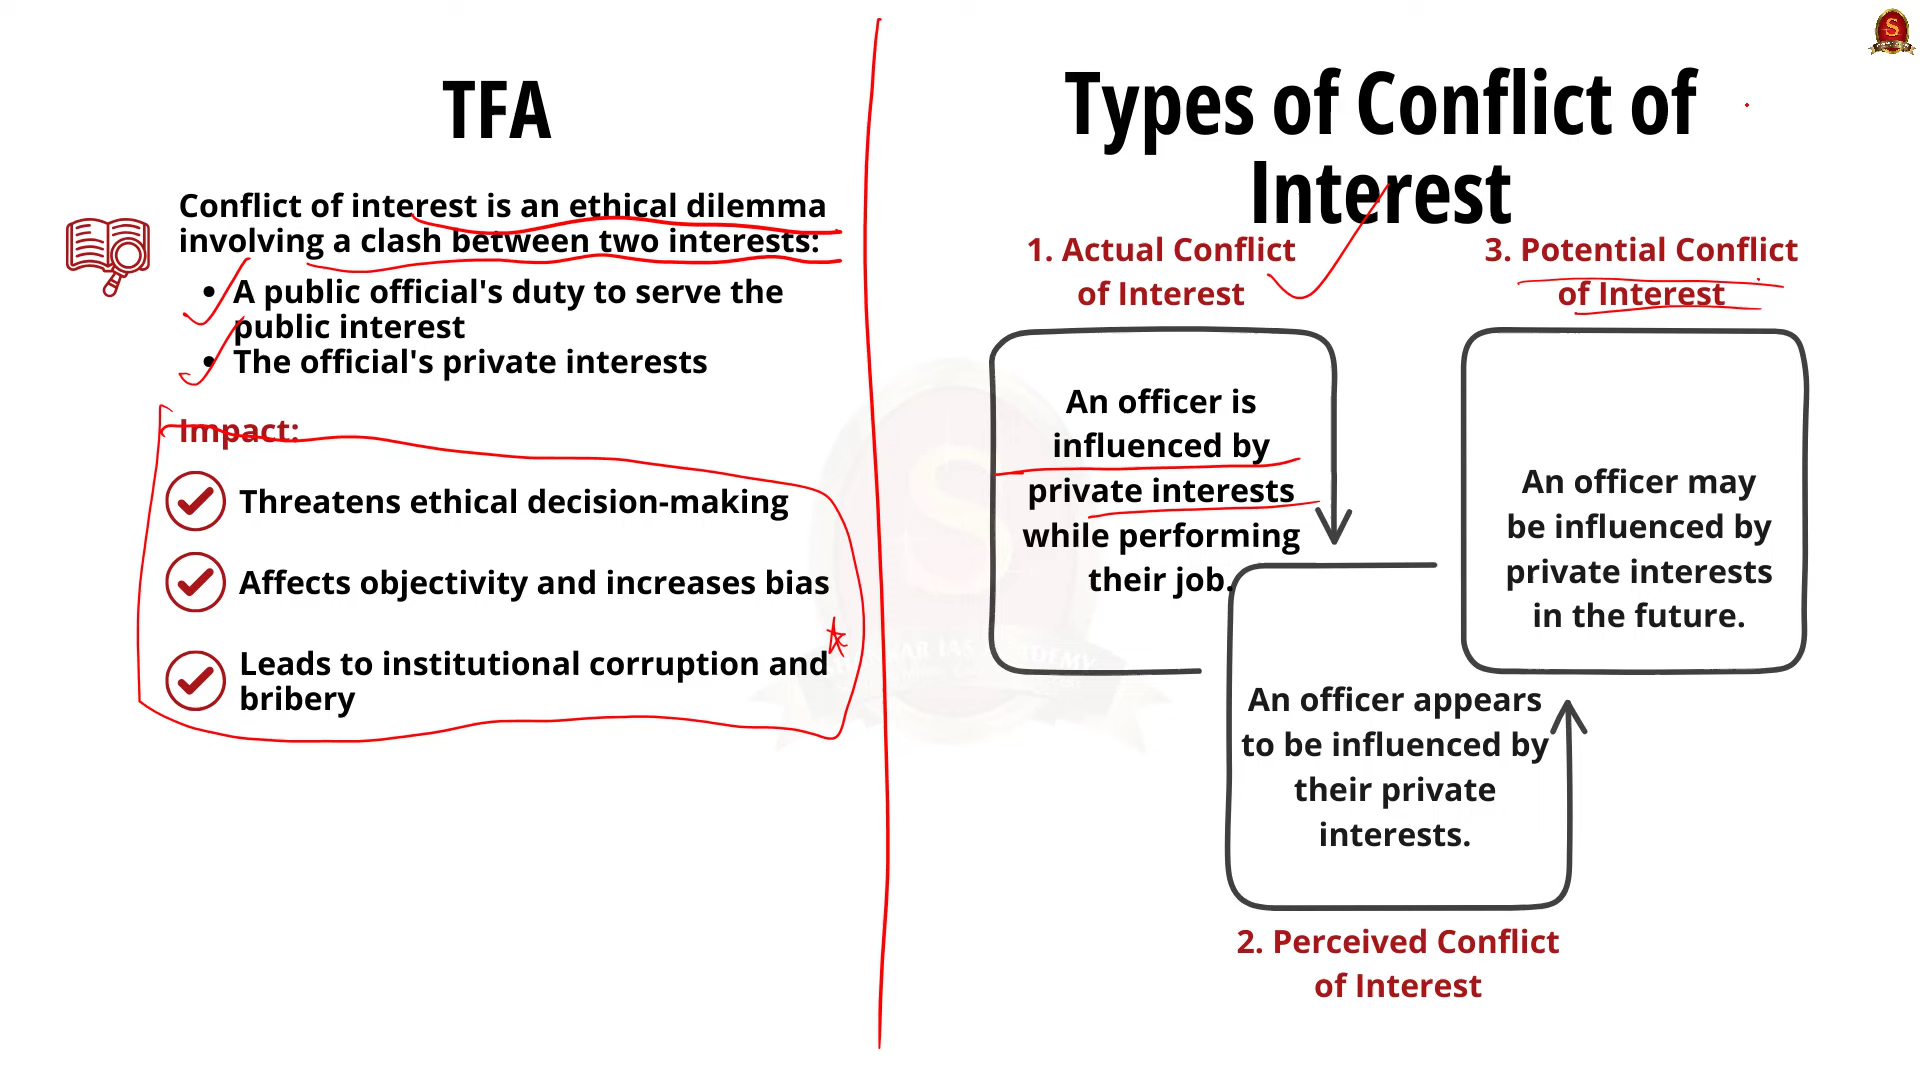 TFA
Conflict of interest is an ethical dilemma
involving a clash between two interests:
• A public official's duty to serve the
public interest
• The official's private interests
Impact:
Threatens ethical decision-making
Affects objectivity and increases bias
Leads to institutional corruption and
bribery
Types of Conflict of
Interest
1. Actual Conflict
of Interest
An officer is
influenced by
private interests
while performing
their job.
An officer appears
to be influenced by
their private
interests.
2. Perceived Conflict
of Interest
3. Potential Conflict
of Interest
An officer may
be influenced by
private interests
in the future.
S